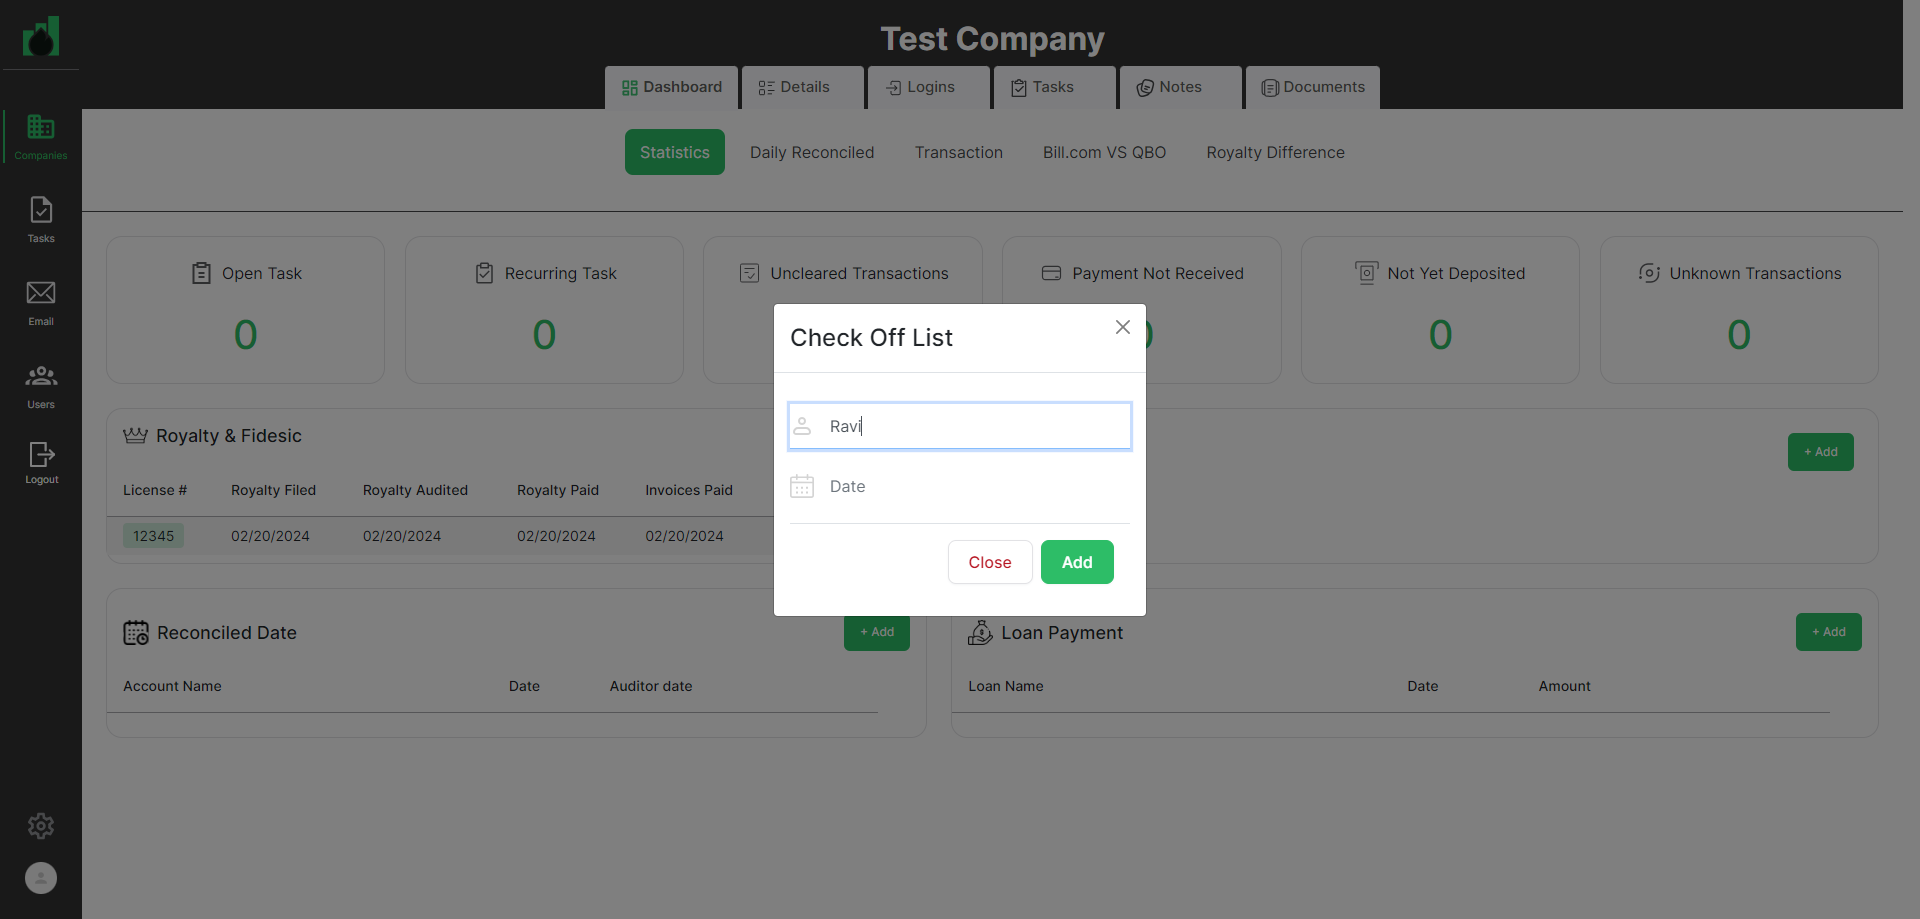 Test Company
Dashboard
Details
Logins
Tasks
Notes
Documents
Companies
Tasks
Email
Users
Logout
Statistics
Daily Reconciled
Transaction
Bill.com VS QBO
Royalty Difference
Open Task
0
Recurring Task
0
Uncleared Transactions
Payment Not Received
Not Yet Deposited
0
Unknown Transactions
0
Check Off List
Ravi
Date
Close
Add
Royalty & Fidesic
+ Add
License # Royalty Filed Royalty Audited Royalty Paid Invoices Paid
12345 02/20/2024 02/20/2024 02/20/2024 02/20/2024
Reconciled Date
+ Add
Account Name Date Auditor date
Loan Payment
+ Add
Loan Name Date Amount